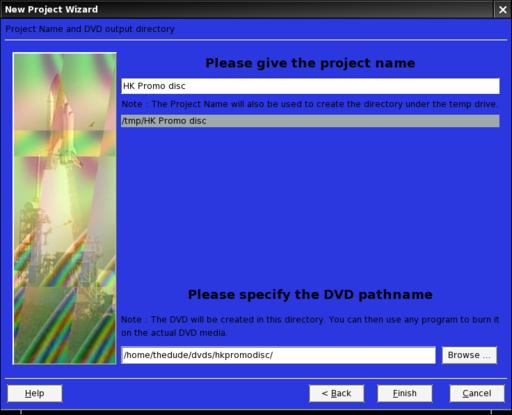 New Project Wizard
Project Name and DVD output directory
Please give the project name
HK Promo disc
Note : The Project Name will also be used to create the directory under the temp drive.
/tmp/HK Promo disc
Please specify the DVD pathname
Note : The DVD will be created in this directory. You can then use any program to burn it
on the actual DVD media.
/home/thedude/dvds/hkpromodisc/
Browse ...
Help
< Back
Finish
Cancel